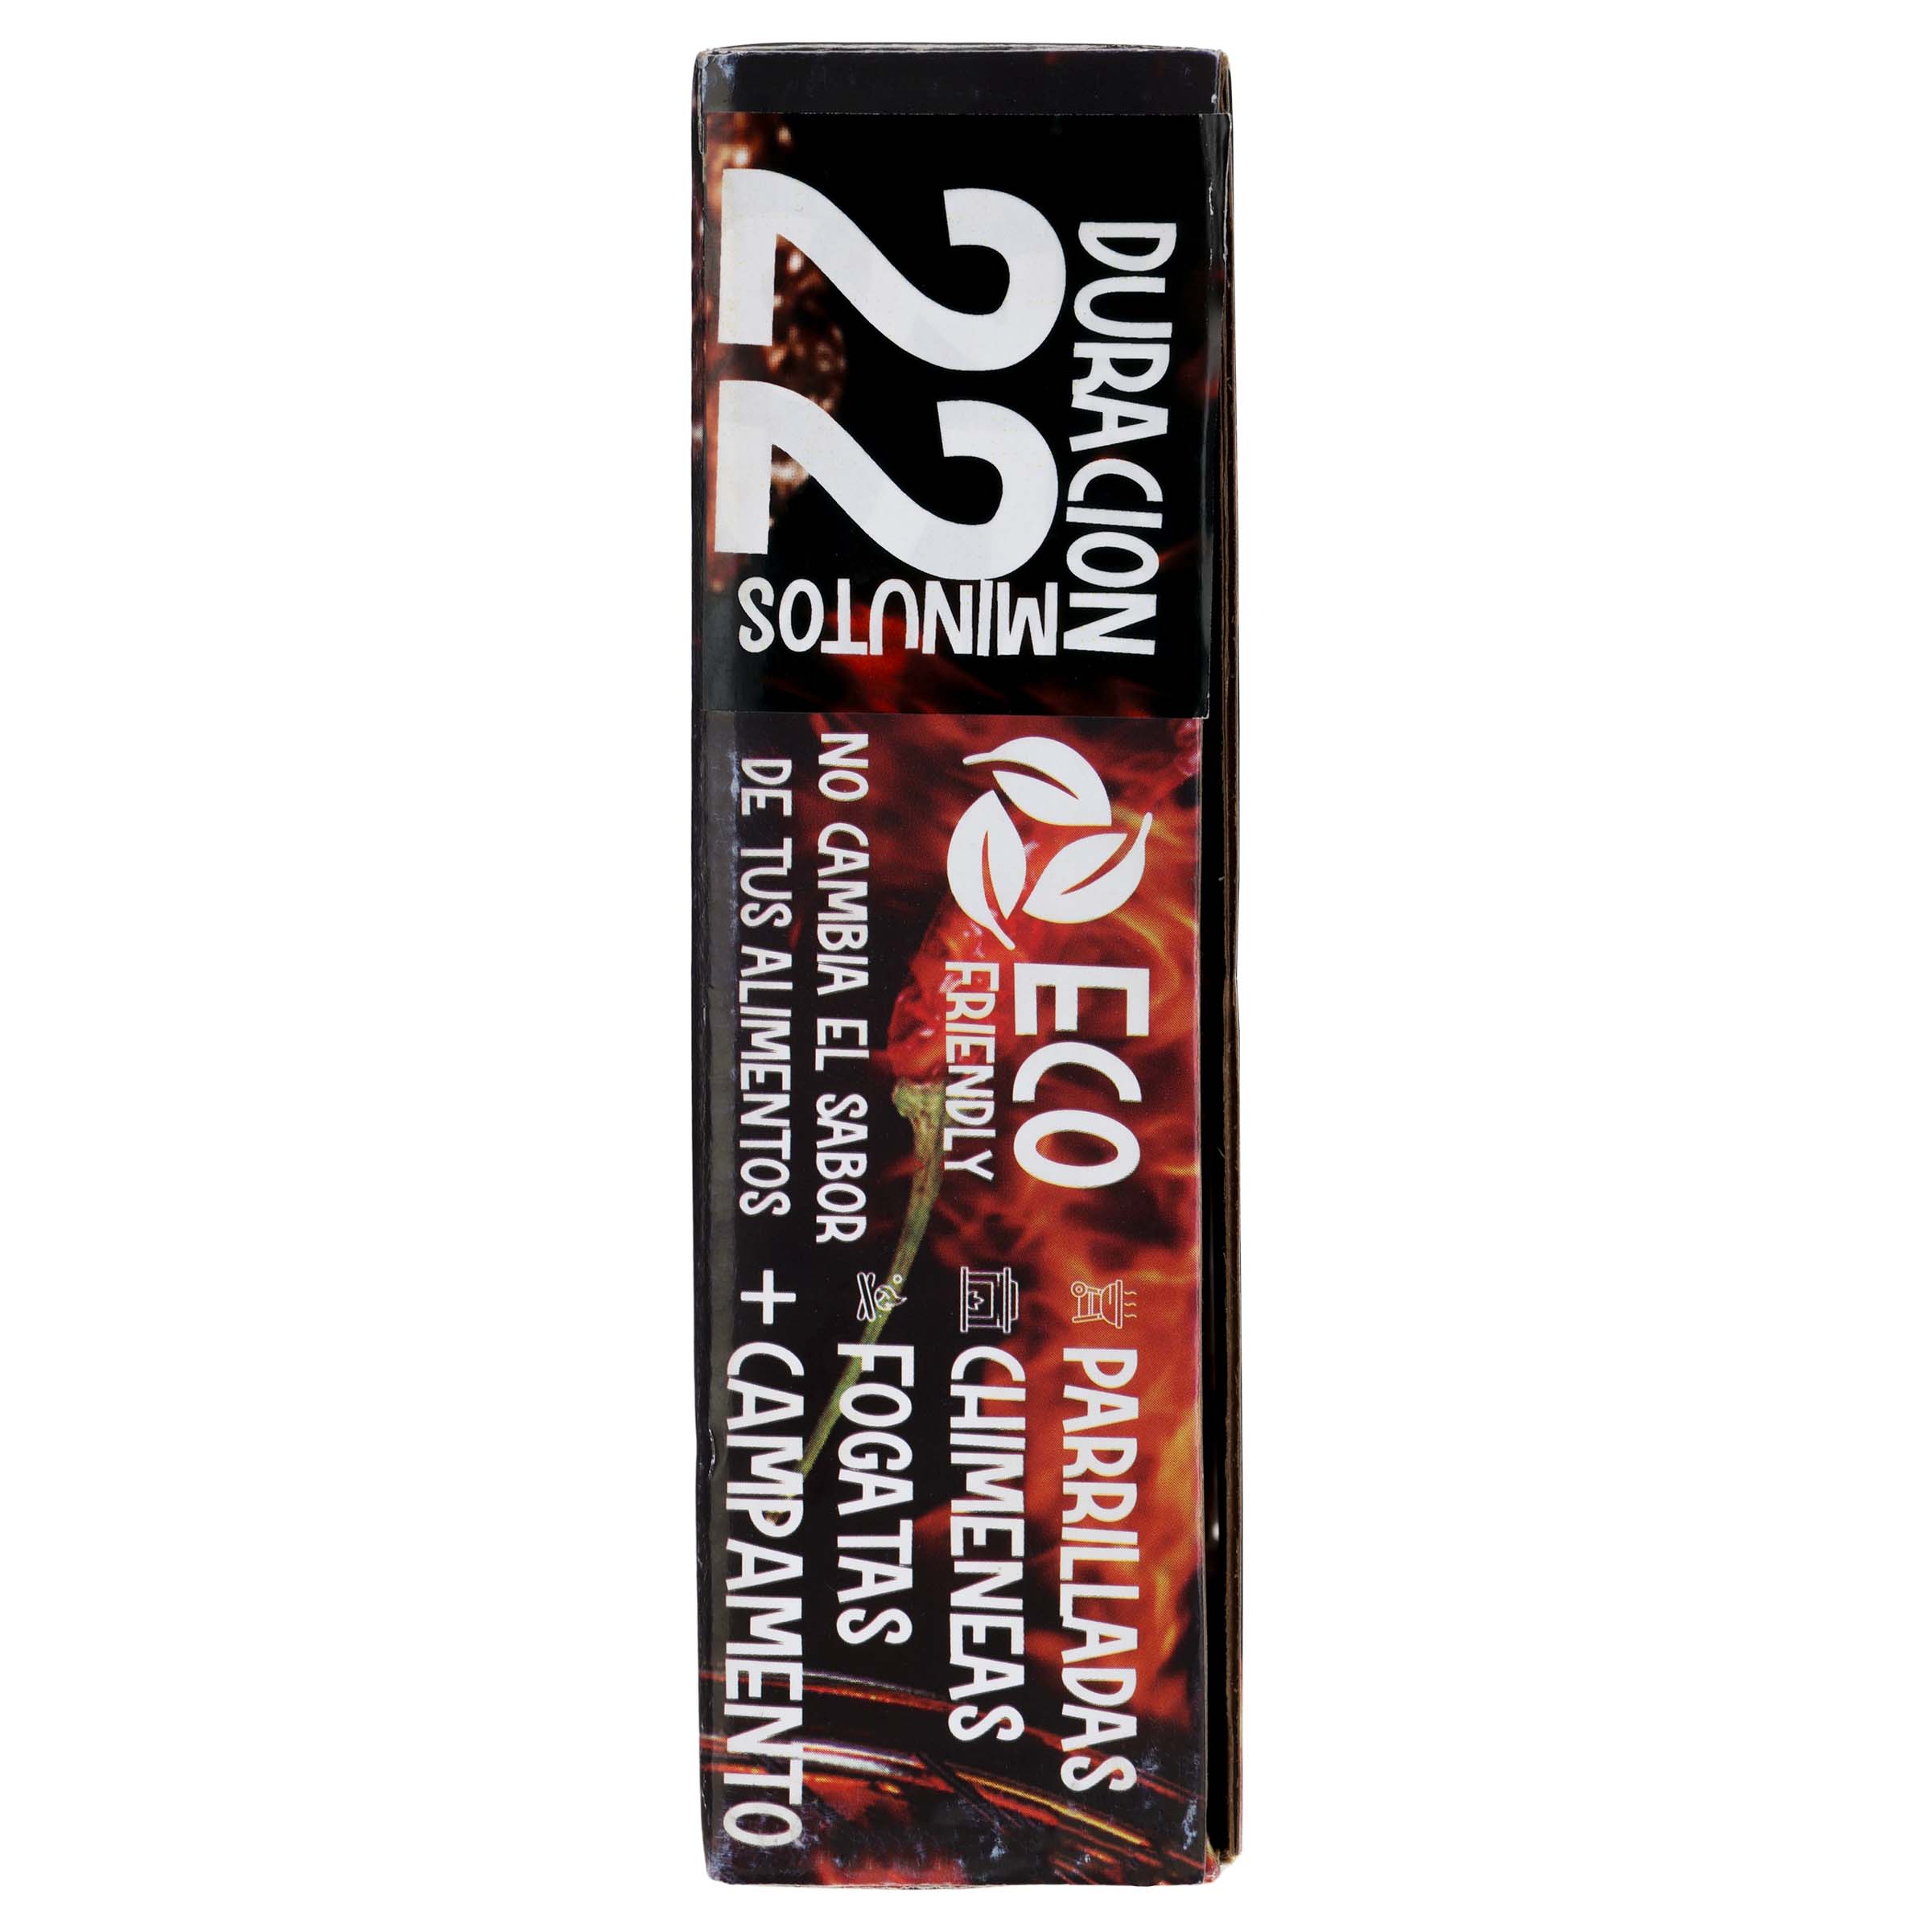 DURACION
22
MINUTOS
ECO
FRIENDLY
NO CAMBIA EL SABOR
DE TUS ALIMENTOS
PARRILLADAS
CHIMENEAS
FOGATAS
+ CAMPAMENTO